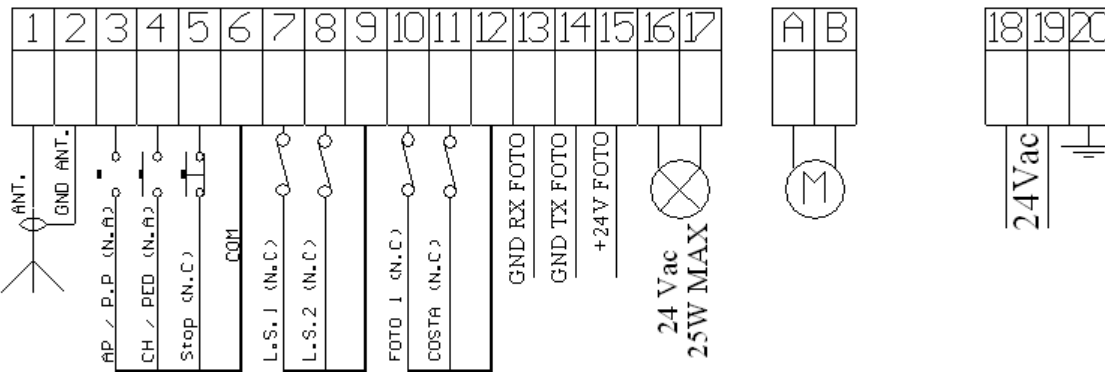 1 2 3 4 5 6 7 8 9 10 11 12 13 14 15 16 17
A B
18 19 20
ANT.
GND ANT.
AP / P.P (N.A)
CH / PED (N.A)
Stop (N.C)
COM
L.S.1 (N.C)
L.S.2 (N.C)
FOTO 1 (N.C)
COSTA (N.C)
GND RX FOTO
GND TX FOTO
+24V FOTO
24 Vac
25W MAX
M
24Vac